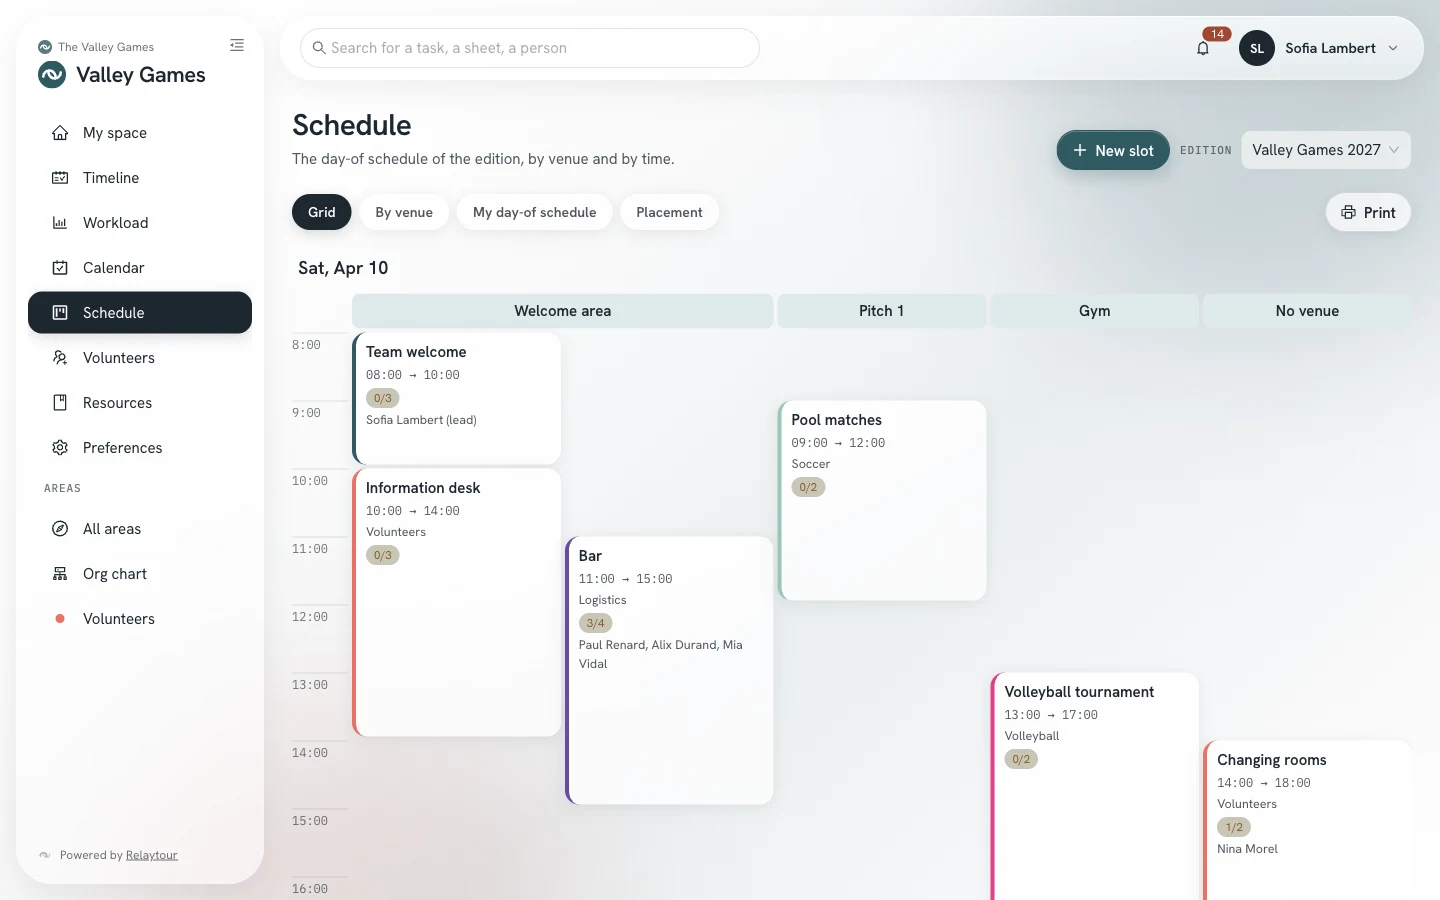 The Valley Games
Valley Games
My space
Timeline
Workload
Calendar
Schedule
Volunteers
Resources
Preferences
AREAS
All areas
Org chart
Volunteers
Powered by Relaytour
Search for a task, a sheet, a person
14
SL
Sofia Lambert
Schedule
The day-of schedule of the edition, by venue and by time.
New slot
EDITION
Valley Games 2027
Grid
By venue
My day-of schedule
Placement
Print
Sat, Apr 10
Welcome area
Pitch 1
Gym
No venue
8:00
9:00
10:00
11:00
12:00
13:00
14:00
15:00
16:00
Team welcome
08:00 → 10:00
0/3
Sofia Lambert (lead)
Information desk
10:00 → 14:00
Volunteers
0/3
Bar
11:00 → 15:00
Logistics
3/4
Paul Renard, Alix Durand, Mia
Vidal
Pool matches
09:00 → 12:00
Soccer
0/2
Volleyball tournament
13:00 → 17:00
Volleyball
0/2
Changing rooms
14:00 → 18:00
Volunteers
1/2
Nina Morel